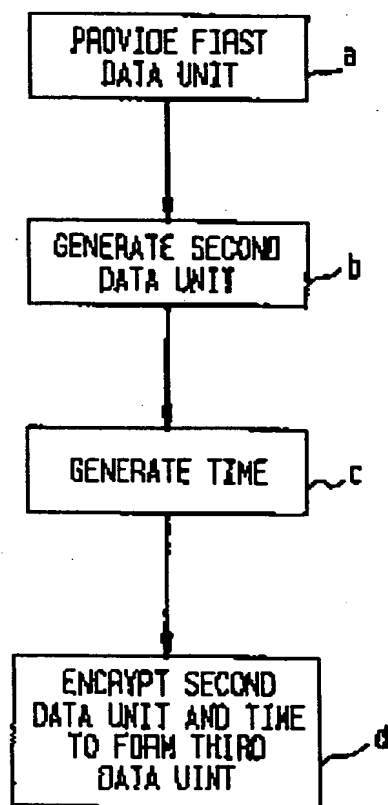 PROVIDE FIRST
DATA UNIT
a
GENERATE SECOND
DATA UNIT
b
GENERATE TIME
c
ENCRYPT SECOND
DATA UNIT AND TIME
TO FORM THIRD
DATA UINT
d